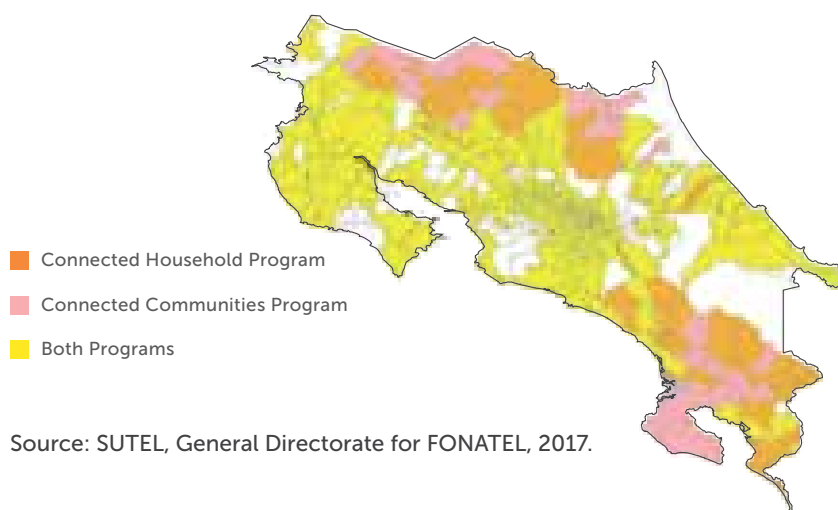 Connected Household Program
Connected Communities Program
Both Programs
Source: SUTEL, General Directorate for FONATEL, 2017.